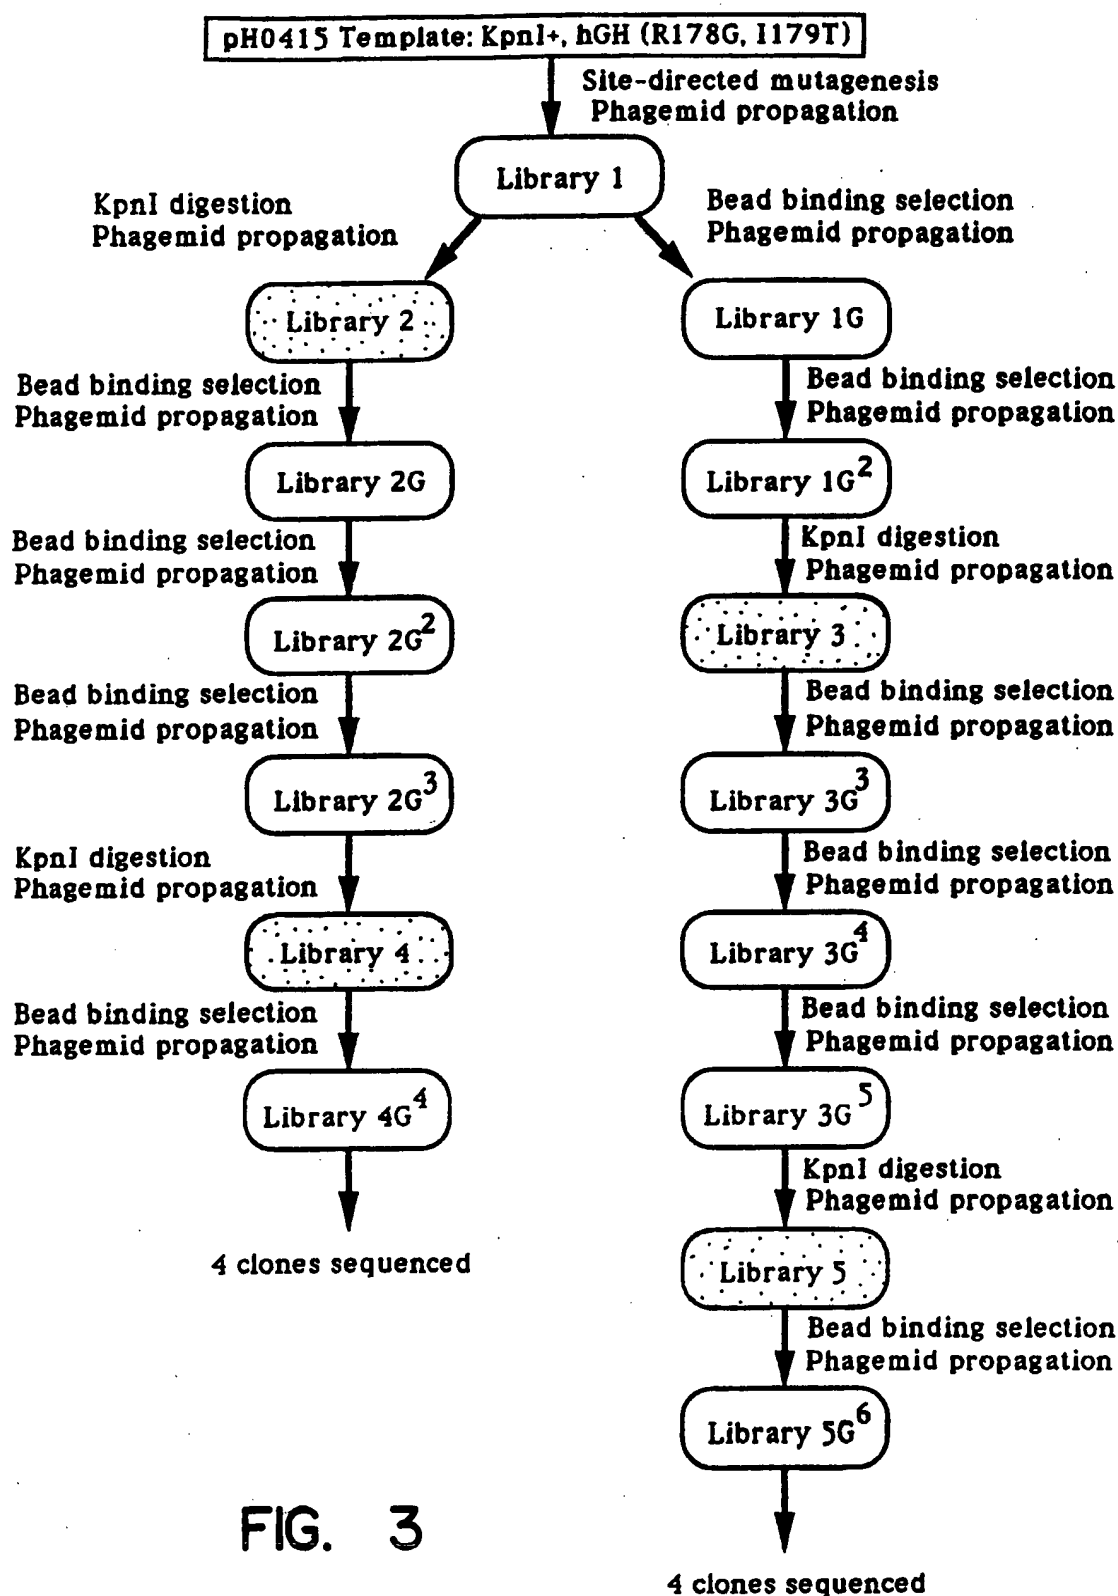 pH0415 Template: KpnI+, hGH (R178G, I179T)
Site-directed mutagenesis
Phagemid propagation
Library 1
KpnI digestion
Phagemid propagation
Bead binding selection
Phagemid propagation
Library 2
Library 1G
Bead binding selection
Phagemid propagation
Bead binding selection
Phagemid propagation
Library 2G
Library 1G²
Bead binding selection
Phagemid propagation
KpnI digestion
Phagemid propagation
Library 2G²
Library 3
Bead binding selection
Phagemid propagation
Bead binding selection
Phagemid propagation
Library 2G³
Library 3G³
KpnI digestion
Phagemid propagation
Bead binding selection
Phagemid propagation
Library 4
Library 3G⁴
Bead binding selection
Phagemid propagation
Bead binding selection
Phagemid propagation
Library 4G⁴
Library 3G⁵
KpnI digestion
Phagemid propagation
4 clones sequenced
Library 5
Bead binding selection
Phagemid propagation
Library 5G⁶
FIG. 3
4 clones sequenced